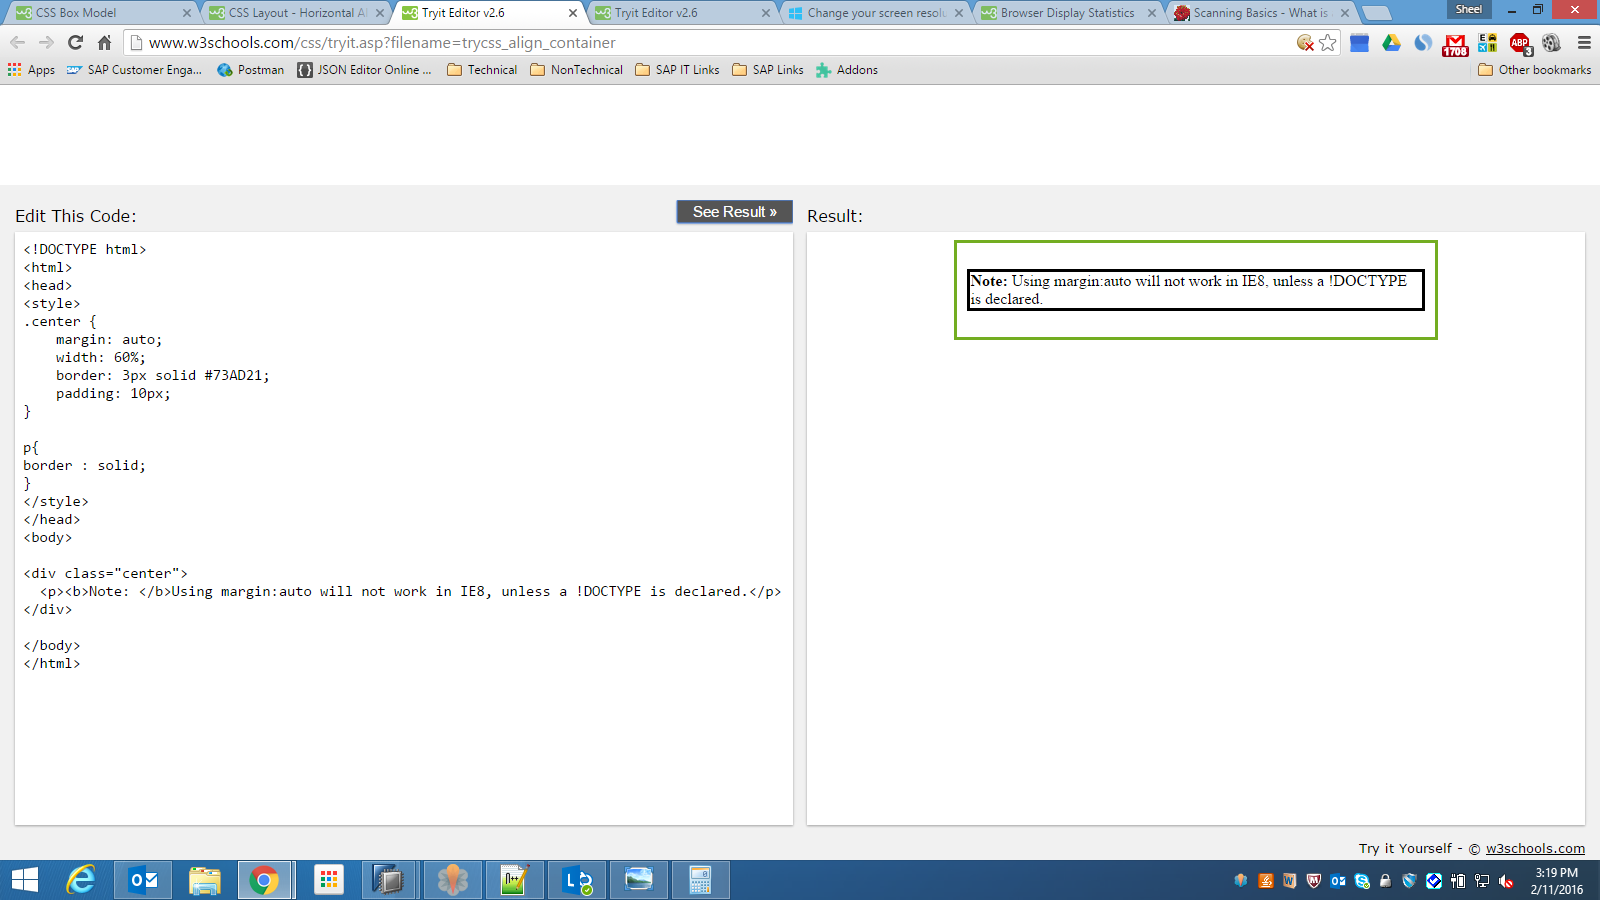 CSS Box Model
CSS Layout - Horizontal Al
Tryit Editor v2.6
Tryit Editor v2.6
Change your screen resolu
Browser Display Statistics
Scanning Basics - What is
Sheel
www.w3schools.com/css/tryit.asp?filename=trycss_align_container
1708
ABP
3
Apps
SAP Customer Enga...
Postman
JSON Editor Online ...
Technical
NonTechnical
SAP IT Links
SAP Links
Addons
Other bookmarks
Edit This Code:
See Result »
Result:
<!DOCTYPE html>
<html>
<head>
<style>
.center {
    margin: auto;
    width: 60%;
    border: 3px solid #73AD21;
    padding: 10px;
}
p{
border : solid;
}
</style>
</head>
<body>
<div class="center">
  <p><b>Note: </b>Using margin:auto will not work in IE8, unless a !DOCTYPE is declared.</p>
</div>
</body>
</html>
Note: Using margin:auto will not work in IE8, unless a !DOCTYPE
is declared.
Try it Yourself - © w3schools.com
3:19 PM
2/11/2016